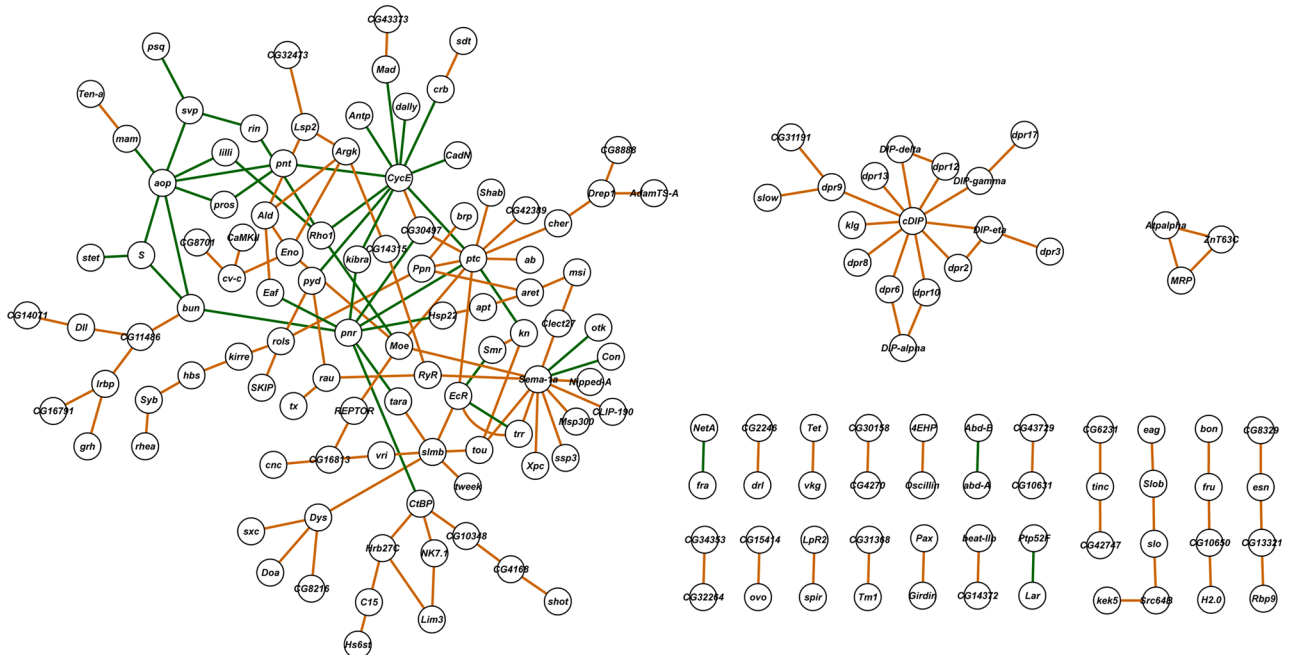 CG43373
sdt
psq
CG32473
Mad
crb
Ten-a
svp
Antp
dally
mam
rin
Lsp2
CG8888
lilli
pnt
Argk
CadN
aop
CycE
Drep1
AdamTS-A
Shab
pros
Ald
brp
CG42389
cher
CG8701
CaMKII
Rho1
CG30497
stet
S
Eno
kibra
CG14315
ptc
ab
cv-c
pyd
Ppn
msi
Eaf
aret
bun
Hsp22
apt
CG14071
Dll
CG11486
pnr
Clect27
otk
rols
Moe
Smr
kn
Con
kirre
hbs
Irbp
SKIP
rau
RyR
Sema-1a
Nipped-A
CG16791
Syb
tx
REPTOR
tara
EcR
CLIP-190
Msp300
grh
rhea
trr
cnc
CG16813
vri
slmb
tou
Xpc
ssp3
tweek
sxc
Dys
CtBP
Doa
CG8216
Hrb27C
NK7.1
CG10348
CG4168
C15
Lim3
shot
Hs6st
CG31191
DIP-delta
dpr17
dpr13
dpr12
slow
dpr9
DIP-gamma
klg
cDIP
DIP-eta
dpr8
dpr2
dpr3
dpr6
dpr10
DIP-alpha
Atpalpha
ZnT63C
MRP
NetA
CG2246
Tet
CG30158
4EHP
Abd-B
CG43729
CG6231
eag
bon
CG8329
fra
drl
vkg
CG4270
Oscillin
abd-A
CG10631
tinc
Slob
fru
esn
CG34353
CG15414
LpR2
CG31368
Pax
beat-IIb
Ptp52F
CG42747
slo
CG10650
CG13321
CG32264
ovo
spir
Tm1
Girdin
CG14372
Lar
kek5
Src64B
H2.0
Rbp9